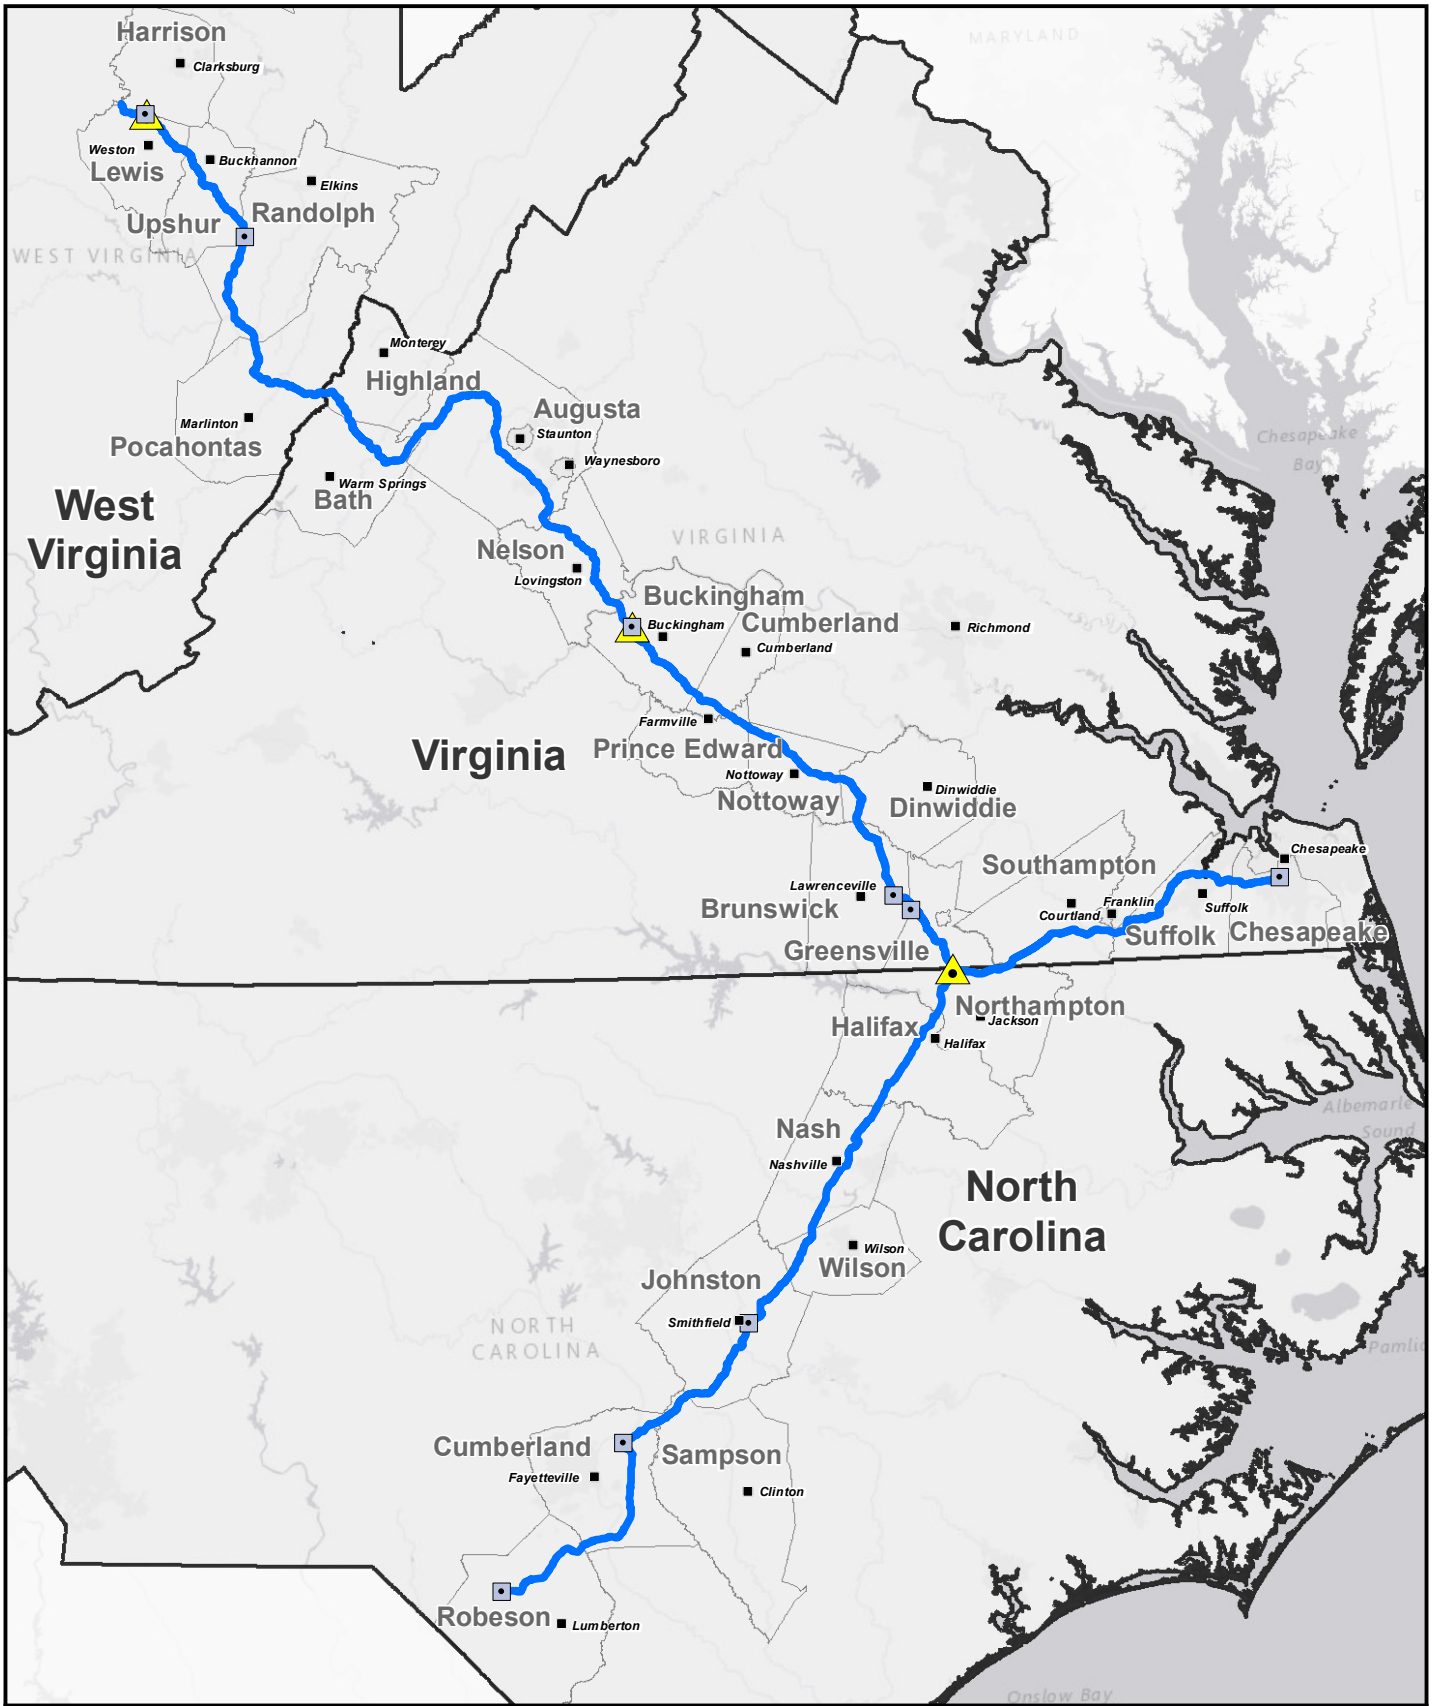 Harrison
MARYLAND
Clarksburg
Weston
Buckhannon
Lewis
Elkins
Upshur
Randolph
WEST VIRGINIA
Monterey
Highland
Augusta
Marlinton
Staunton
Pocahontas
Chesapeake
Bay
Waynesboro
Warm Springs
Bath
West
Virginia
VIRGINIA
Nelson
Lovingston
Buckingham
Buckingham
Cumberland
Richmond
Cumberland
Farmville
Virginia
Prince Edward
Nottoway
Dinwiddie
Nottoway
Dinwiddie
Chesapeake
Southampton
Lawrenceville
Franklin
Suffolk
Brunswick
Courtland
Suffolk
Chesapeake
Greensville
Northampton
Jackson
Halifax
Halifax
Albemarle
Sound
Nash
Nashville
North
Carolina
Wilson
Wilson
Johnston
Smithfield
NORTH
CAROLINA
Cumberland
Sampson
Fayetteville
Clinton
Robeson
Lumberton
Onslow Bay